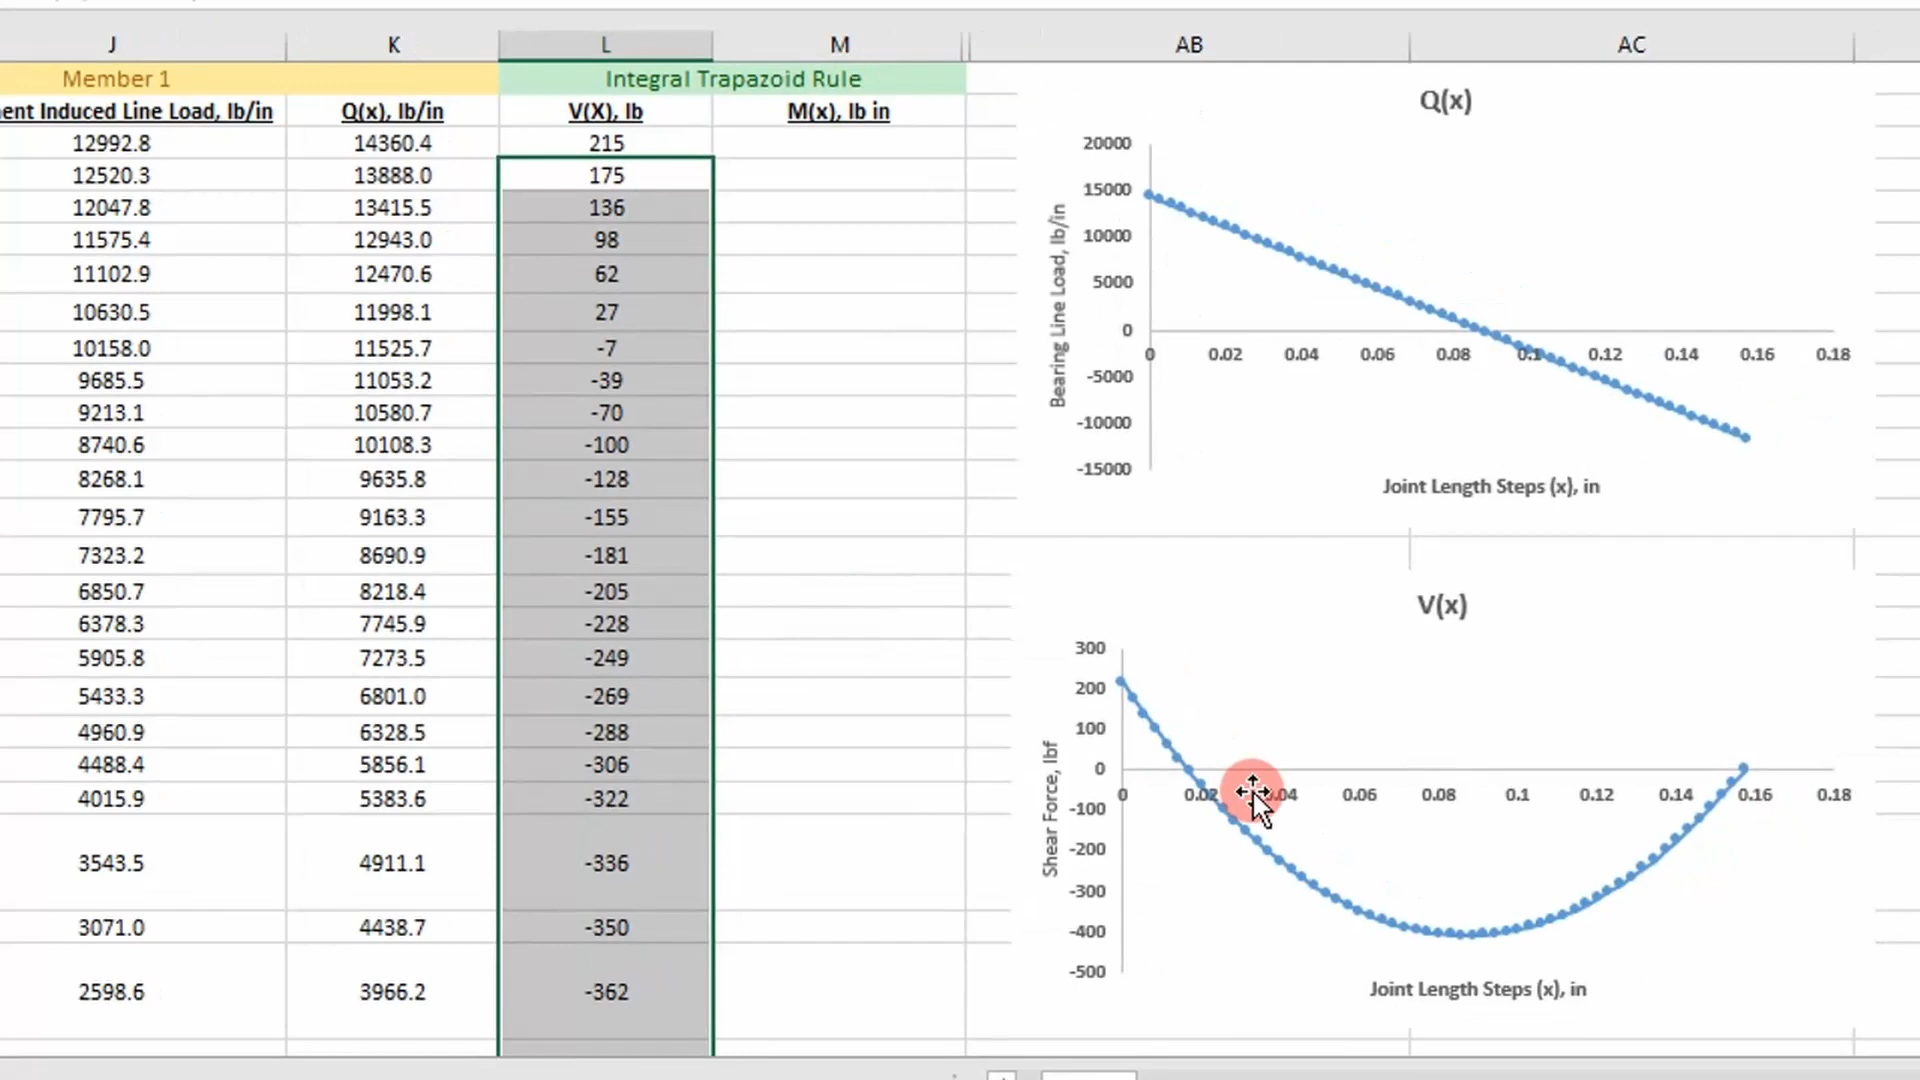 J K L M AB AC
Member 1 Integral Trapazoid Rule
ent Induced Line Load, lb/in Q(x), lb/in V(X), lb M(x), lb in
12992.8 14360.4 215
12520.3 13888.0 175
12047.8 13415.5 136
11575.4 12943.0 98
11102.9 12470.6 62
10630.5 11998.1 27
10158.0 11525.7 -7
9685.5 11053.2 -39
9213.1 10580.7 -70
8740.6 10108.3 -100
8268.1 9635.8 -128
7795.7 9163.3 -155
7323.2 8690.9 -181
6850.7 8218.4 -205
6378.3 7745.9 -228
5905.8 7273.5 -249
5433.3 6801.0 -269
4960.9 6328.5 -288
4488.4 5856.1 -306
4015.9 5383.6 -322
3543.5 4911.1 -336
3071.0 4438.7 -350
2598.6 3966.2 -362
Q(x)
20000
15000
10000
5000
0
-5000
-10000
-15000
Bearing Line Load, lb/in
0 0.02 0.04 0.06 0.08 0.1 0.12 0.14 0.16 0.18
Joint Length Steps (x), in
V(x)
300
200
100
0
-100
-200
-300
-400
-500
Shear Force, lbf
0 0.02 0.04 0.06 0.08 0.1 0.12 0.14 0.16 0.18
Joint Length Steps (x), in